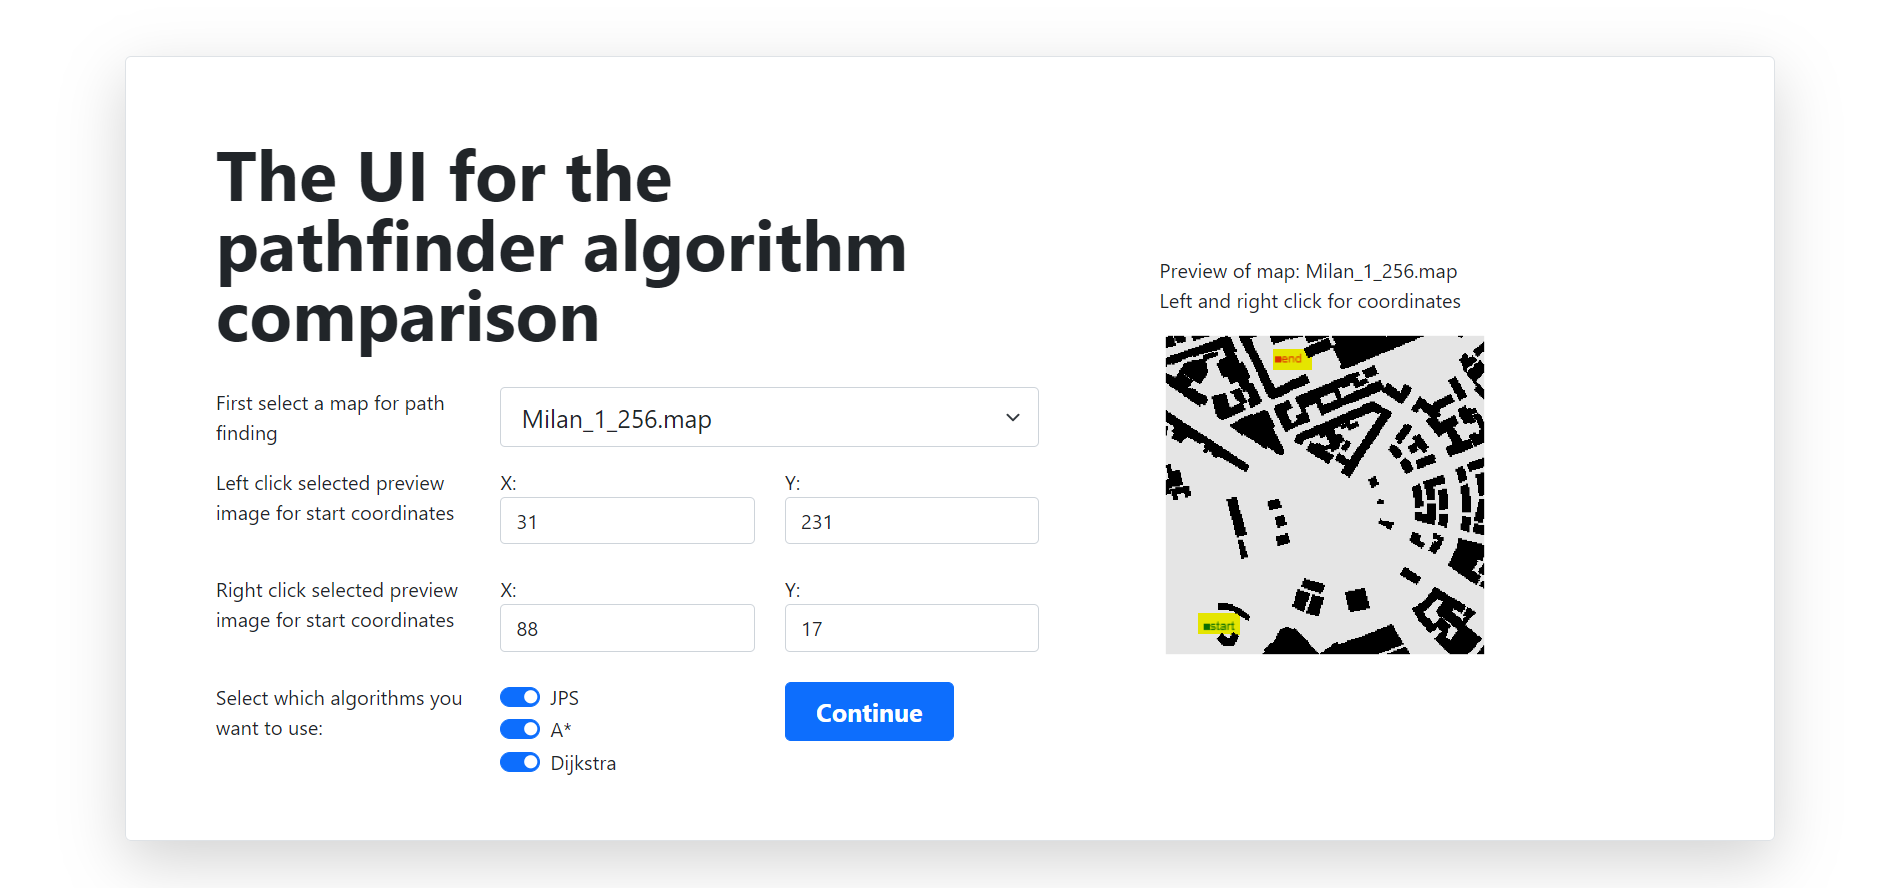 The UI for the
pathfinder algorithm
comparison
First select a map for path
finding
Milan_1_256.map
Left click selected preview
image for start coordinates
X:
31
Y:
231
Right click selected preview
image for start coordinates
X:
88
Y:
17
Select which algorithms you
want to use:
JPS
A*
Dijkstra
Continue
Preview of map: Milan_1_256.map
Left and right click for coordinates
end
start